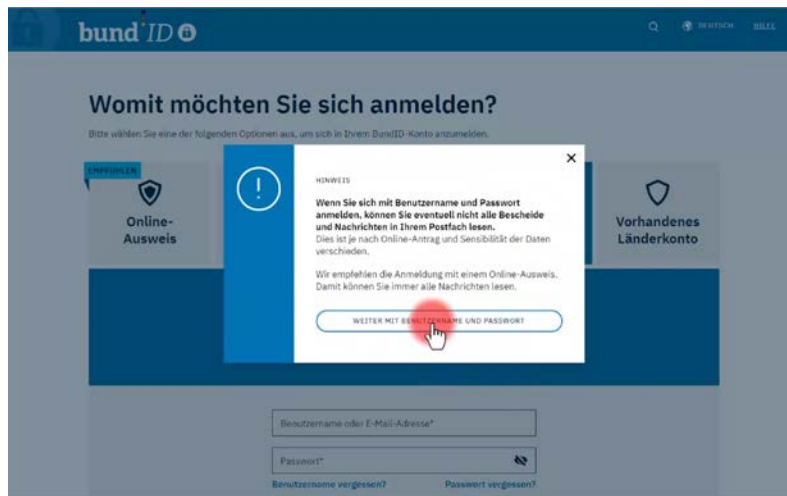 bund ID
DEUTSCH HILFE
Womit möchten Sie sich anmelden?
Bitte wählen Sie eine der folgenden Optionen aus, um sich in Ihrem BundID-Konto anzumelden.
EMPFOHLEN
Online-
Ausweis
HINWEIS
Wenn Sie sich mit Benutzername und Passwort
anmelden, können Sie eventuell nicht alle Bescheide
und Nachrichten in Ihrem Postfach lesen.
Dies ist je nach Online-Antrag und Sensibilität der Daten
verschieden.
Wir empfehlen die Anmeldung mit einem Online-Ausweis.
Damit können Sie immer alle Nachrichten lesen.
WEITER MIT BENUTZERNAME UND PASSWORT
Vorhandenes
Länderkonto
Benutzername oder E-Mail-Adresse*
Passwort*
Benutzername vergessen? Passwort vergessen?